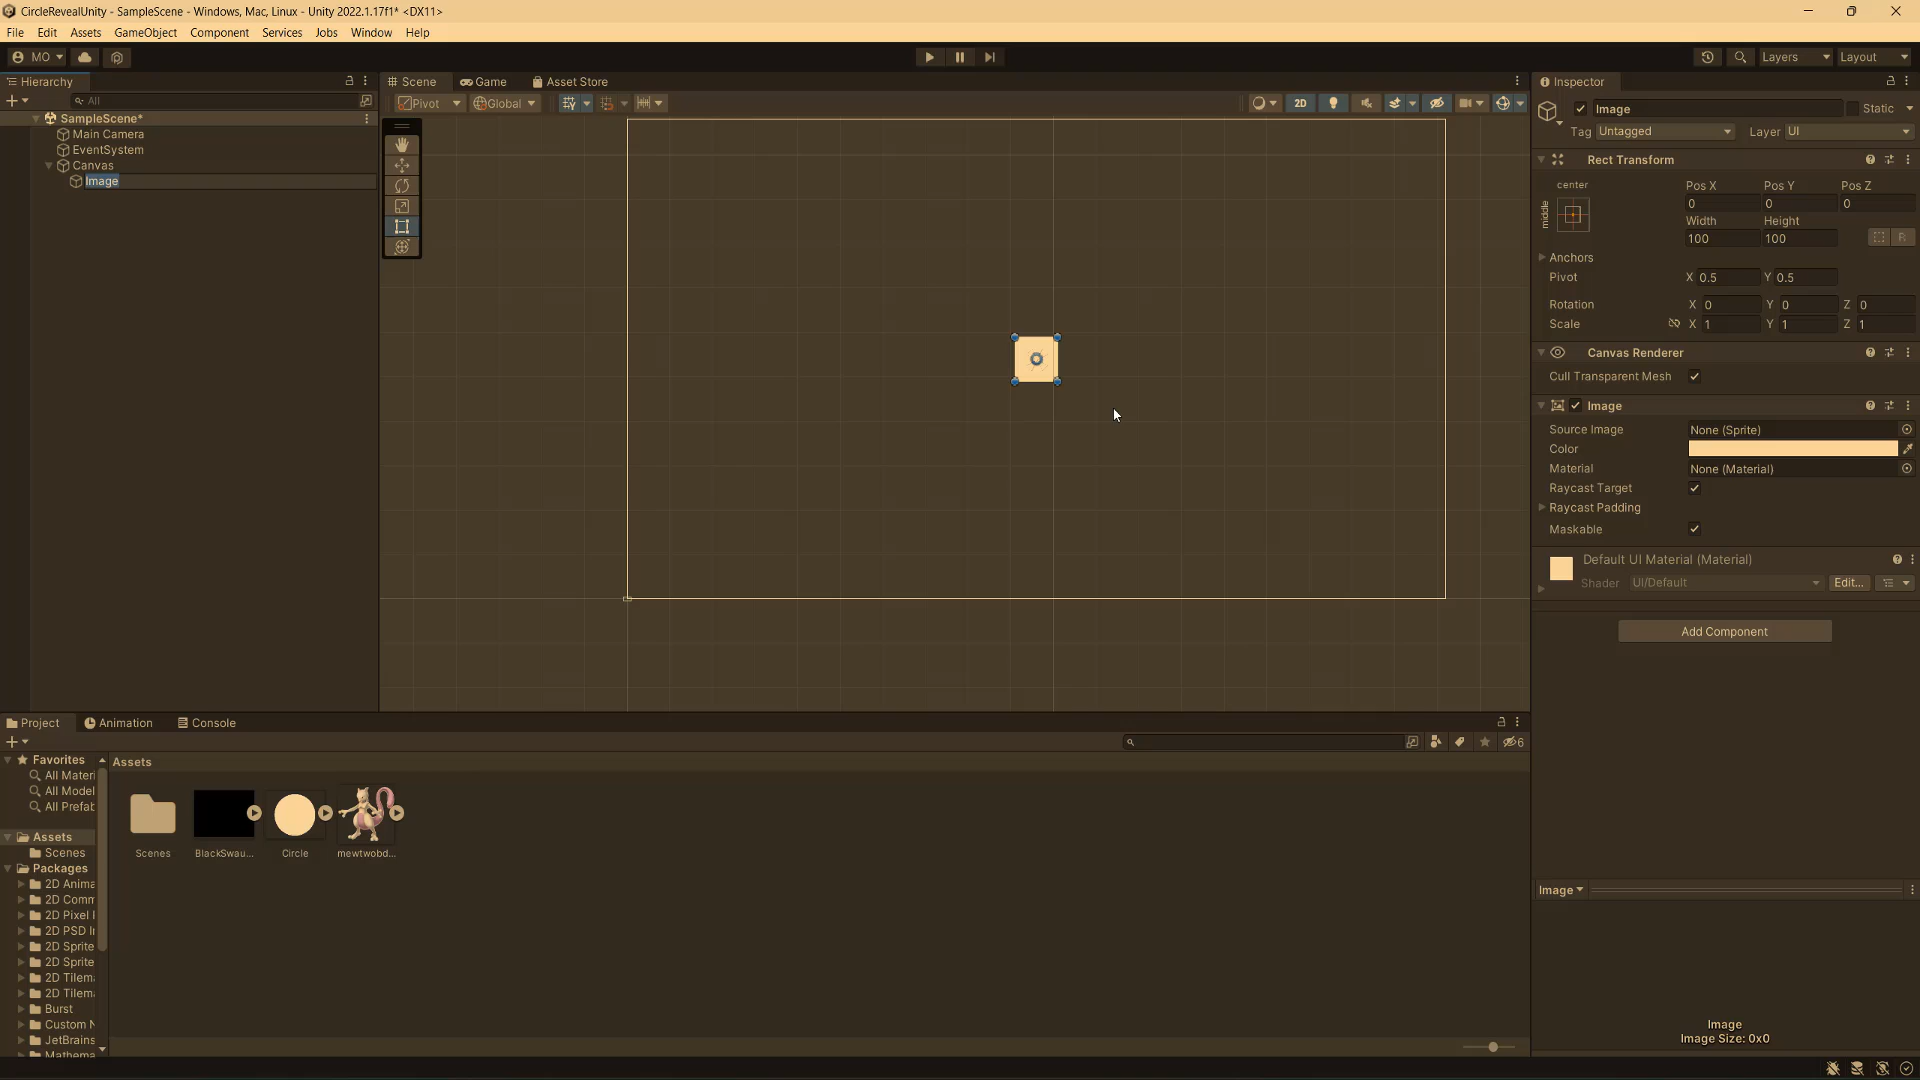 CircleRevealUnity - SampleScene - Windows, Mac, Linux - Unity 2022.1.17f1* <DX11>
File Edit Assets GameObject Component Services Jobs Window Help
MO Layers Layout
Hierarchy
All
SampleScene*
Main Camera
EventSystem
Canvas
Image
Scene Game Asset Store
Pivot Global 2D
Inspector
Image Static
Tag Untagged Layer UI
Rect Transform
center
middle
Pos X Pos Y Pos Z
0 0 0
Width Height
100 100 R
Anchors
Pivot X 0.5 Y 0.5
Rotation X 0 Y 0 Z 0
Scale X 1 Y 1 Z 1
Canvas Renderer
Cull Transparent Mesh
Image
Source Image None (Sprite)
Color
Material None (Material)
Raycast Target
Raycast Padding
Maskable
Default UI Material (Material)
Shader UI/Default Edit...
Add Component
Project Animation Console
6
Favorites
All Materi
All Model
All Prefab
Assets
Scenes
Packages
2D Anima
2D Comm
2D Pixel
2D PSD I
2D Sprite
2D Sprite
2D Tilem
2D Tilem
Burst
Custom N
JetBrains
Mathema
Assets
Scenes BlackSwau... Circle mewtwobd...
Image
Image
Image Size: 0x0